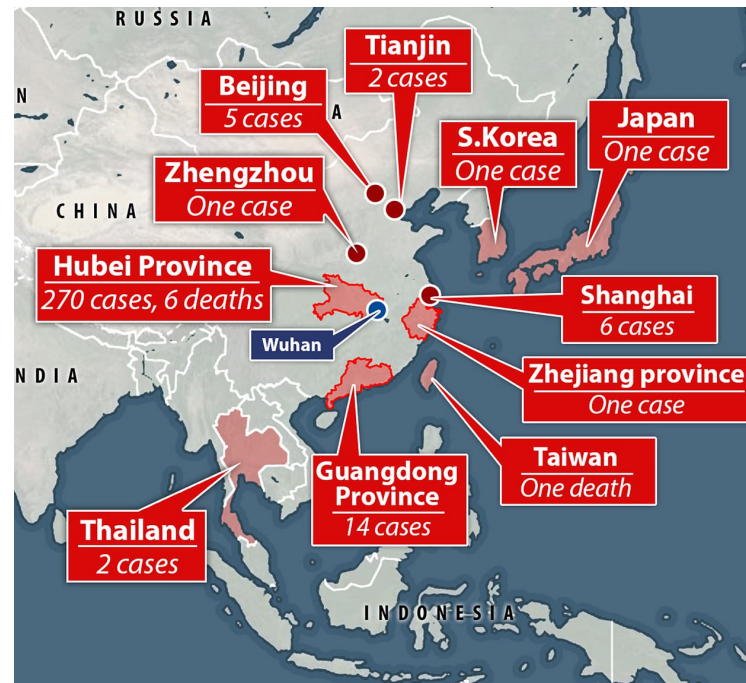 RUSSIA
Tianjin
2 cases
Beijing
5 cases
N
A
S.Korea
One case
Japan
One case
Zhengzhou
One case
CHINA
Hubei Province
270 cases, 6 deaths
Wuhan
Shanghai
6 cases
NDIA
Zhejiang province
One case
Taiwan
One death
Guangdong
Province
14 cases
Thailand
2 cases
INDONESIA